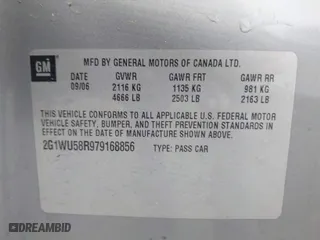 GM
MFD BY GENERAL MOTORS OF CANADA LTD.
DATE GVWR GAWR FRT GAWR RR
09/06 2116 KG 1135 KG 981 KG
4666 LB 2503 LB 2163 LB
THIS VEHICLE CONFORMS TO ALL APPLICABLE U.S. FEDERAL MOTOR
VEHICLE SAFETY, BUMPER, AND THEFT PREVENTION STANDARDS IN
EFFECT ON THE DATE OF MANUFACTURE SHOWN ABOVE.
2G1WU58R979168856 TYPE: PASS CAR
DCARFAX